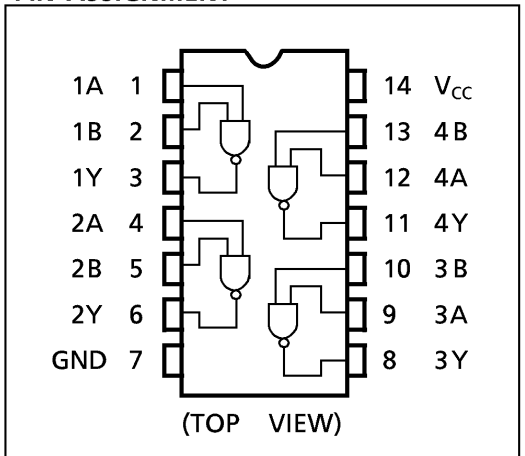 1A 1 14 VCC
1B 2 13 4B
1Y 3 12 4A
2A 4 11 4Y
2B 5 10 3B
2Y 6 9 3A
GND 7 8 3Y
(TOP VIEW)